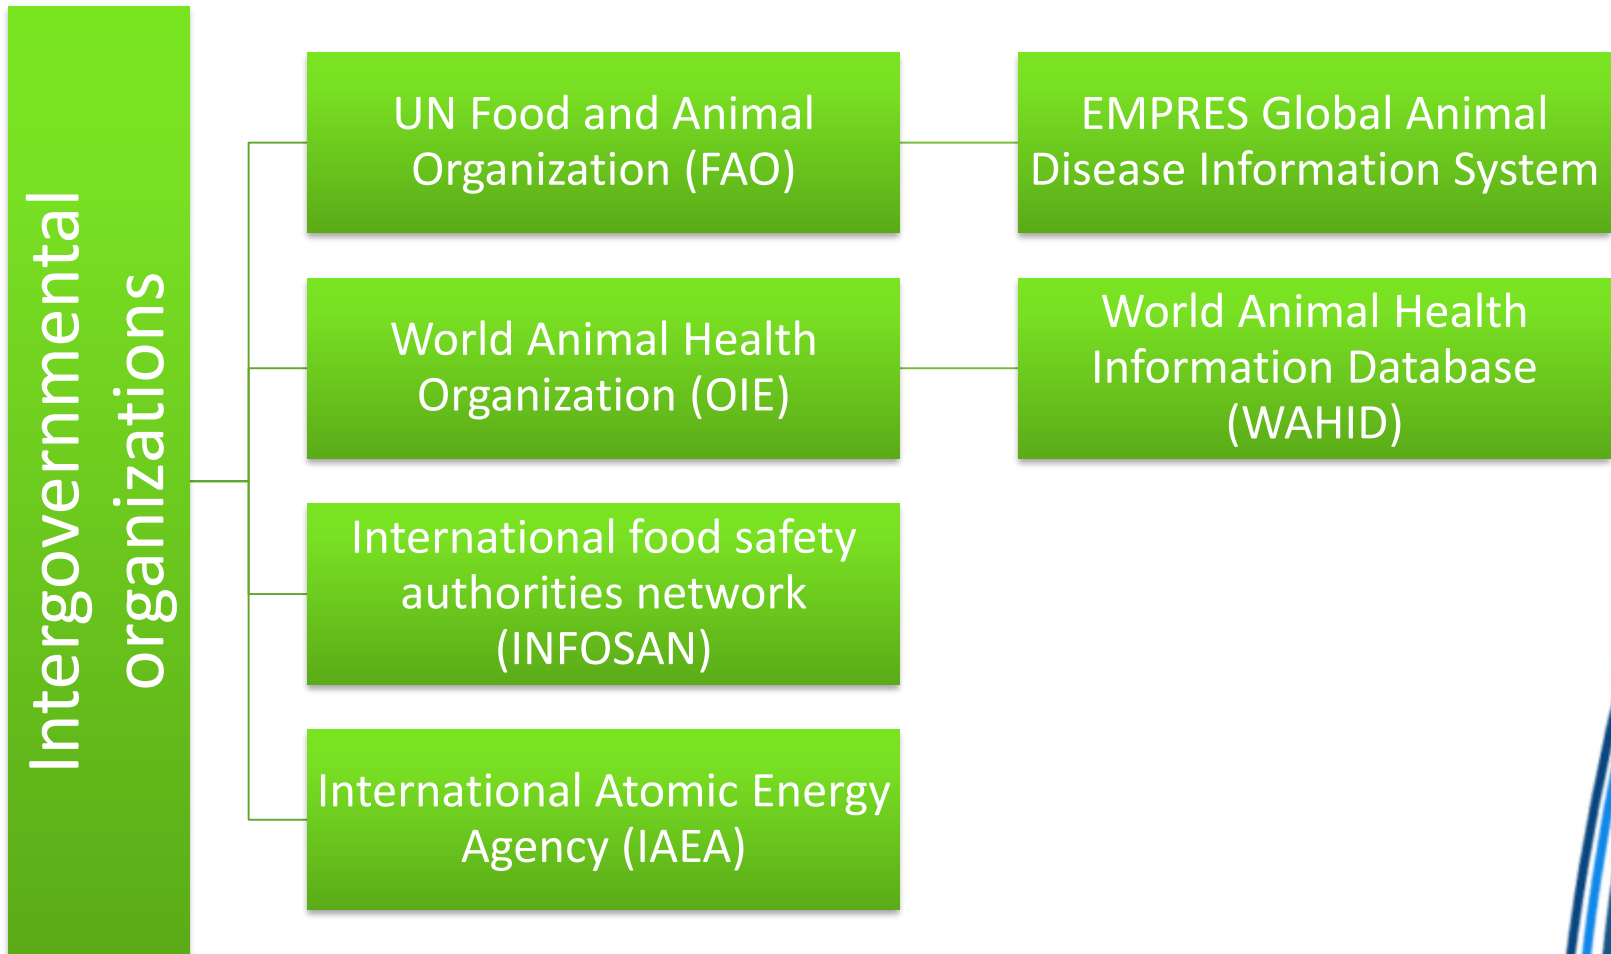 Intergovernmental
organizations
UN Food and Animal
Organization (FAO)
EMPRES Global Animal
Disease Information System
World Animal Health
Organization (OIE)
World Animal Health
Information Database
(WAHID)
International food safety
authorities network
(INFOSAN)
International Atomic Energy
Agency (IAEA)